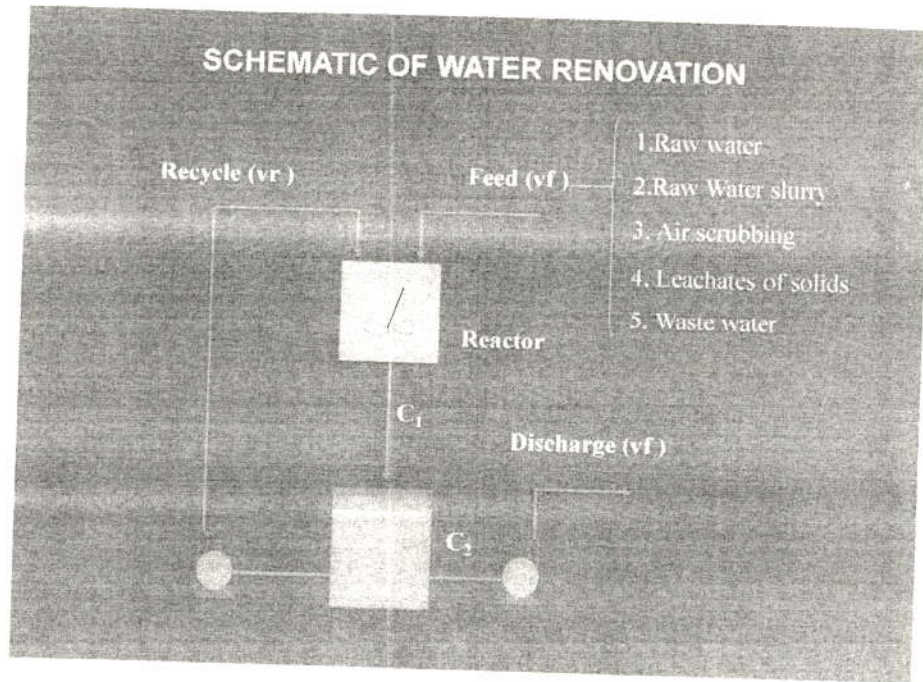 SCHEMATIC OF WATER RENOVATION
Recycle (vr )
Feed (vf )
1.Raw water
2.Raw Water slurry
3. Air scrubbing
4. Leachates of solids
5. Waste water
Reactor
C₁
Discharge (vf )
C₂